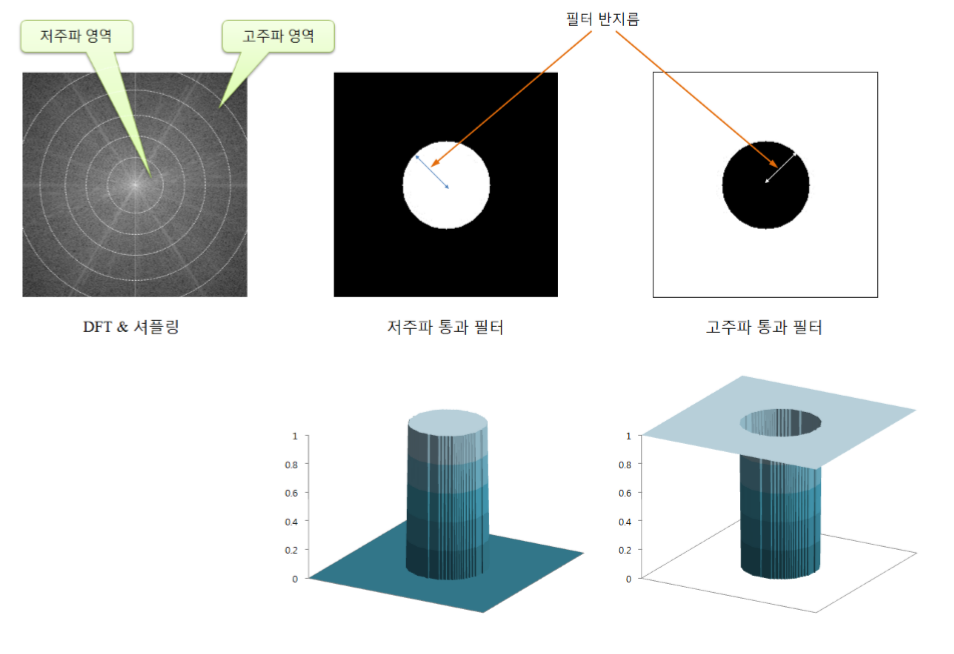 필터 반지름
저주파 영역
고주파 영역
DFT & 셔플링
저주파 통과 필터
고주파 통과 필터
1
0.8
0.6
0.4
0.2
0
1
0.8
0.6
0.4
0.2
0